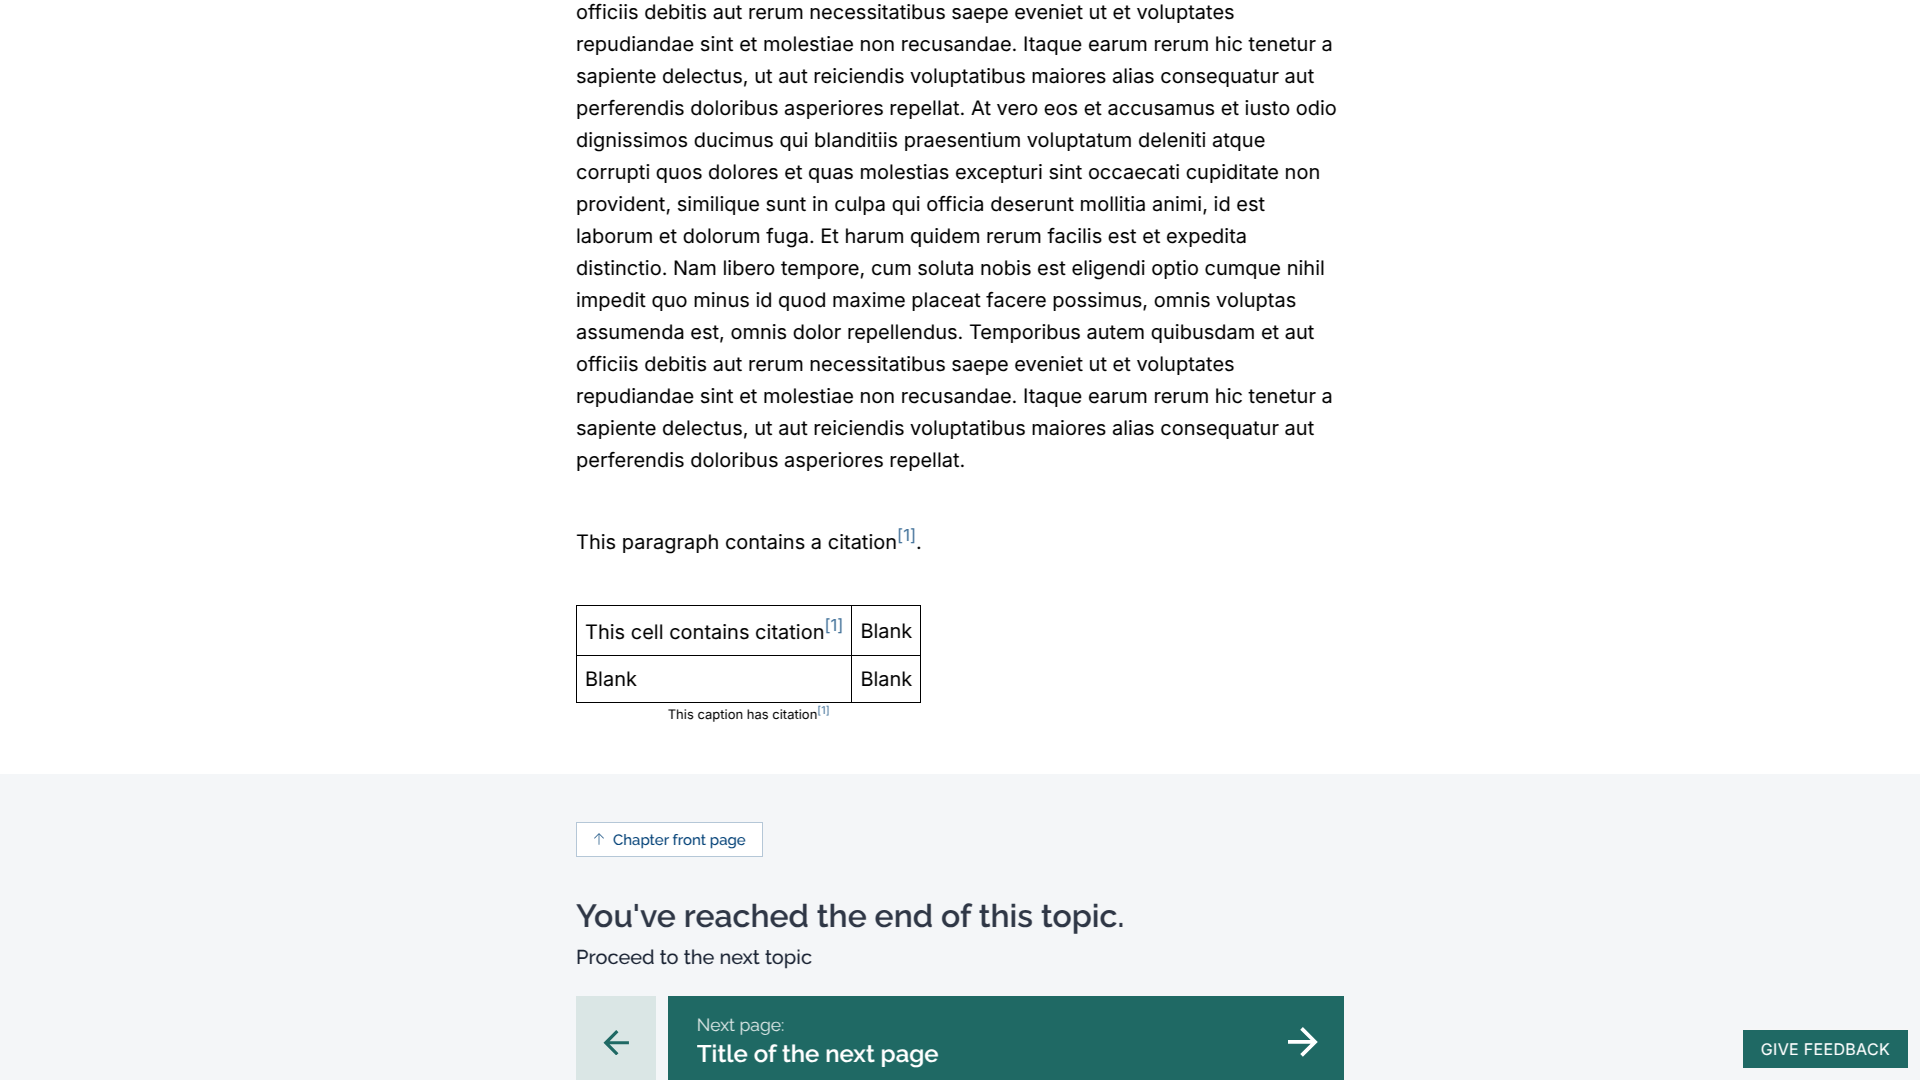 officiis debitis aut rerum necessitatibus saepe eveniet ut et voluptates
repudiandae sint et molestiae non recusandae. Itaque earum rerum hic tenetur a
sapiente delectus, ut aut reiciendis voluptatibus maiores alias consequatur aut
perferendis doloribus asperiores repellat. At vero eos et accusamus et iusto odio
dignissimos ducimus qui blanditiis praesentium voluptatum deleniti atque
corrupti quos dolores et quas molestias excepturi sint occaecati cupiditate non
provident, similique sunt in culpa qui officia deserunt mollitia animi, id est
laborum et dolorum fuga. Et harum quidem rerum facilis est et expedita
distinctio. Nam libero tempore, cum soluta nobis est eligendi optio cumque nihil
impedit quo minus id quod maxime placeat facere possimus, omnis voluptas
assumenda est, omnis dolor repellendus. Temporibus autem quibusdam et aut
officiis debitis aut rerum necessitatibus saepe eveniet ut et voluptates
repudiandae sint et molestiae non recusandae. Itaque earum rerum hic tenetur a
sapiente delectus, ut aut reiciendis voluptatibus maiores alias consequatur aut
perferendis doloribus asperiores repellat.
This paragraph contains a citation[1].
This cell contains citation[1] Blank
Blank Blank
This caption has citation[1]
Chapter front page
You've reached the end of this topic.
Proceed to the next topic
Next page:
Title of the next page
GIVE FEEDBACK